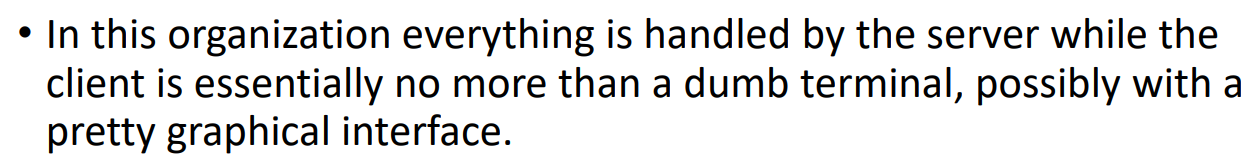 • In this organization everything is handled by the server while the
client is essentially no more than a dumb terminal, possibly with a
pretty graphical interface.